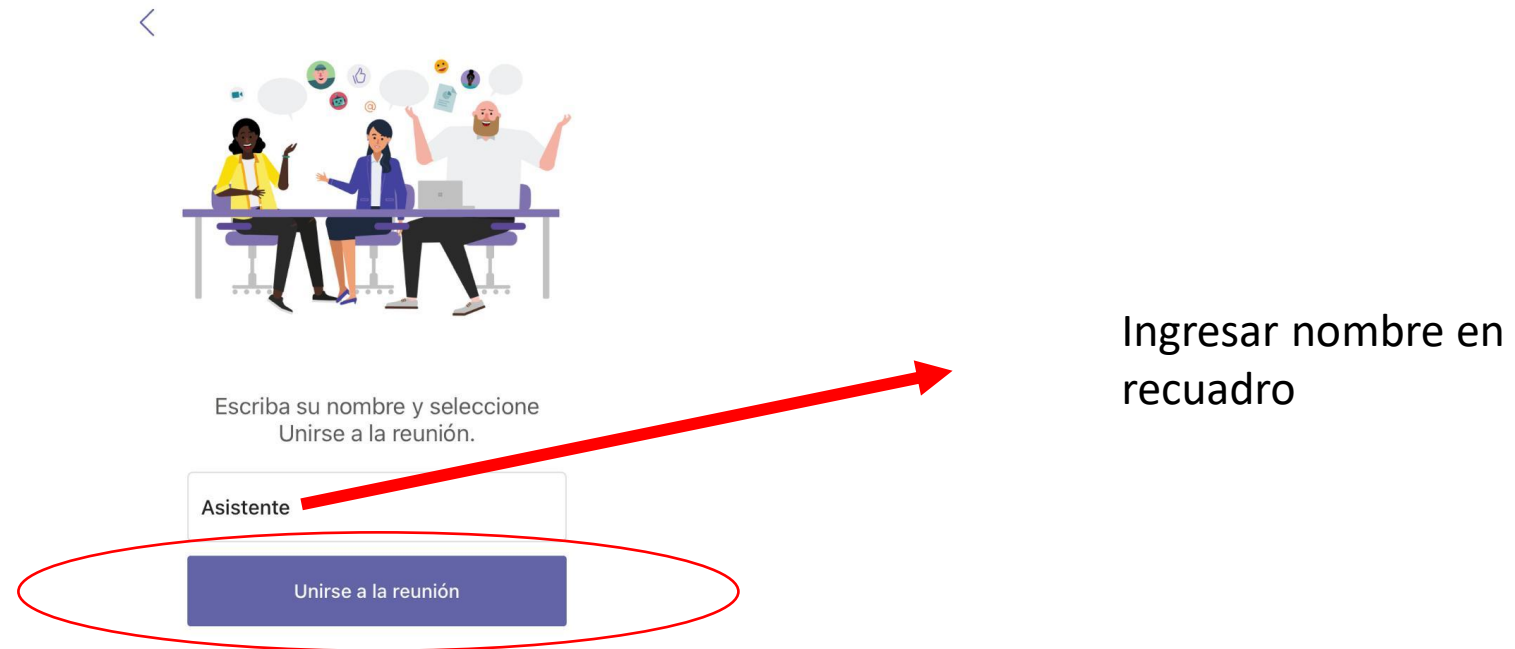 Escriba su nombre y seleccione
Unirse a la reunión.
Asistente
Unirse a la reunión
Ingresar nombre en
recuadro